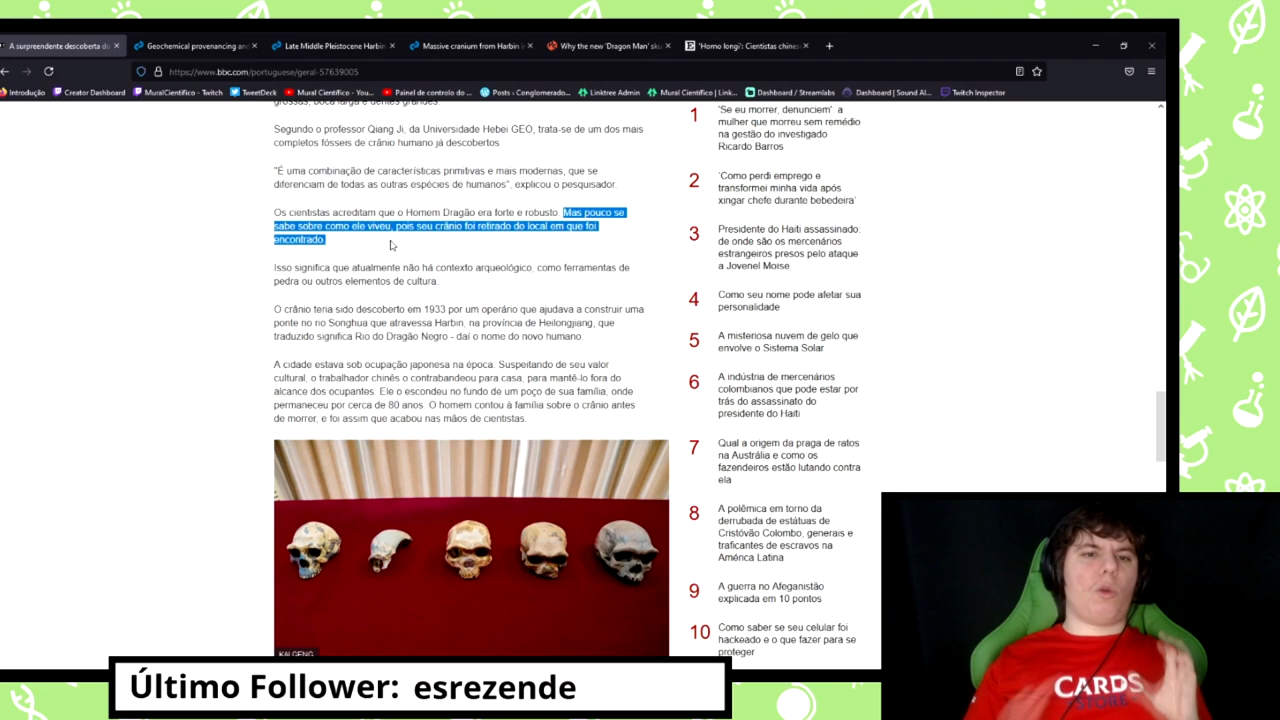 A surpreendente descoberta do
Geochemical provenancing an
Late Middle Pleistocene Harbin
Massive cranium from Harbin i
Why the new 'Dragon Man' sku
'Homo longi': Cientistas chines
https://www.bbc.com/portuguese/geral-57639005
Introdução
Creator Dashboard
MuralCientifico - Twitch
TweetDeck
Mural Científico - You...
Painel de controlo do ...
Posts ‹ Conglomerado...
Linktree Admin
Mural Científico | Link...
Dashboard / Streamlabs
Dashboard | Sound Al...
Twitch Inspector
grossas, boca larga e dentes grandes.
Segundo o professor Qiang Ji, da Universidade Hebei GEO, trata-se de um dos mais
completos fósseis de crânio humano já descobertos.
"É uma combinação de características primitivas e mais modernas, que se
diferenciam de todas as outras espécies de humanos", explicou o pesquisador.
Os cientistas acreditam que o Homem Dragão era forte e robusto. Mas pouco se
sabe sobre como ele viveu, pois seu crânio foi retirado do local em que foi
encontrado.
Isso significa que atualmente não há contexto arqueológico, como ferramentas de
pedra ou outros elementos de cultura.
O crânio teria sido descoberto em 1933 por um operário que ajudava a construir uma
ponte no rio Songhua que atravessa Harbin, na província de Heilongjiang, que
traduzido significa Rio do Dragão Negro - daí o nome do novo humano.
A cidade estava sob ocupação japonesa na época. Suspeitando de seu valor
cultural, o trabalhador chinês o contrabandeou para casa, para mantê-lo fora do
alcance dos ocupantes. Ele o escondeu no fundo de um poço de sua família, onde
permaneceu por cerca de 80 anos. O homem contou à família sobre o crânio antes
de morrer, e foi assim que acabou nas mãos de cientistas.
KAI GENG
1 'Se eu morrer, denunciem': a
mulher que morreu sem remédio
na gestão do investigado
Ricardo Barros
2 'Como perdi emprego e
transformei minha vida após
xingar chefe durante bebedeira'
3 Presidente do Haiti assassinado:
de onde são os mercenários
estrangeiros presos pelo ataque
a Jovenel Moise
4 Como seu nome pode afetar sua
personalidade
5 A misteriosa nuvem de gelo que
envolve o Sistema Solar
6 A indústria de mercenários
colombianos que pode estar por
trás do assassinato do
presidente do Haiti
7 Qual a origem da praga de ratos
na Austrália e como os
fazendeiros estão lutando contra
ela
8 A polêmica em torno da
derrubada de estátuas de
Cristóvão Colombo, generais e
traficantes de escravos na
América Latina
9 A guerra no Afeganistão
explicada em 10 pontos
10 Como saber se seu celular foi
hackeado e o que fazer para se
proteger
CARDS
STORE
Último Follower: esrezende